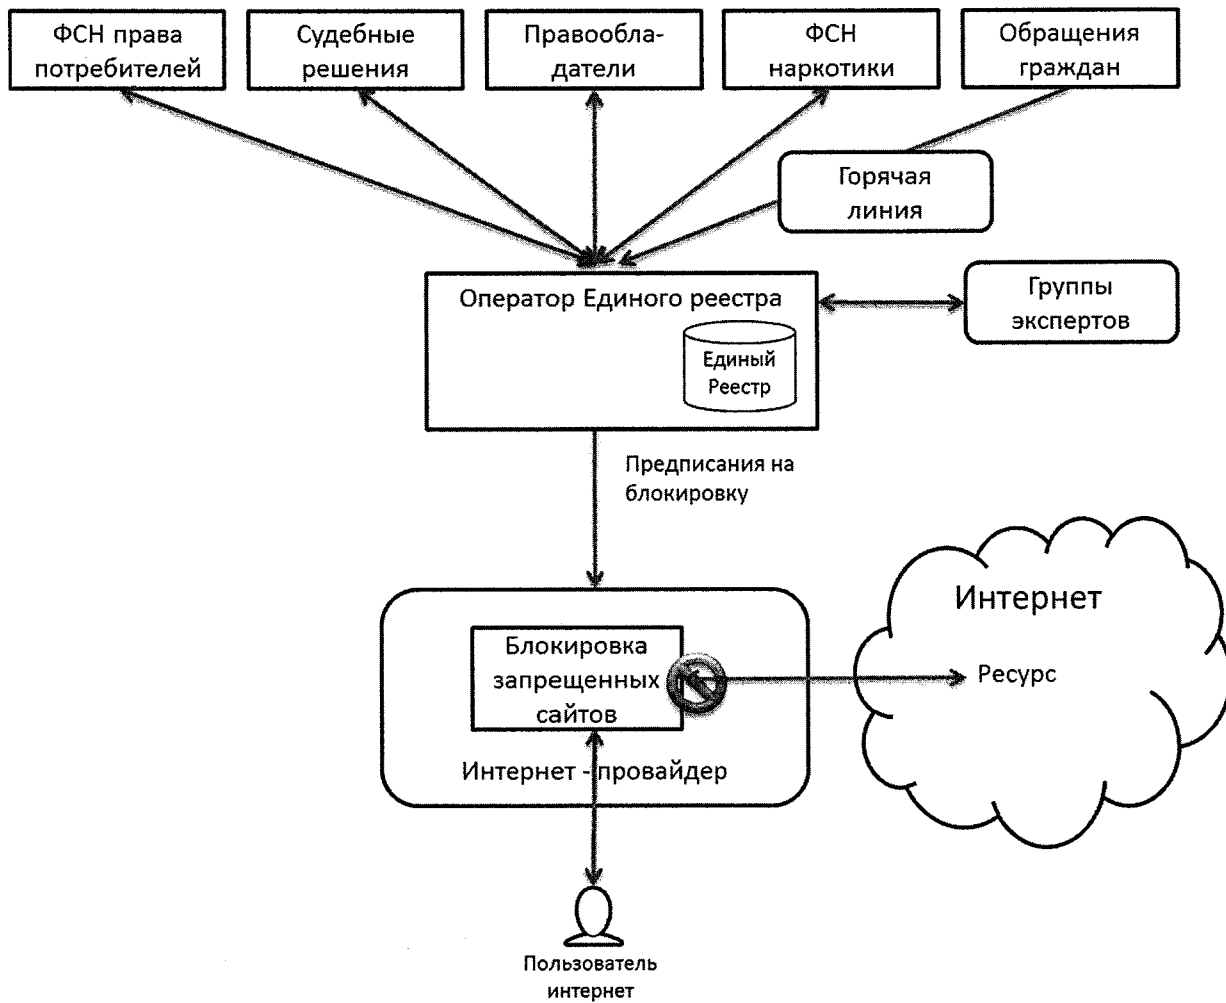 ФСН права
потребителей
Судебные
решения
Правообла-
датели
ФСН
наркотики
Обращения
граждан
Горячая
линия
Оператор Единого реестра
Группы
экспертов
Единый
Реестр
Предписания на
блокировку
Интернет
Блокировка
запрещенных
сайтов
Ресурс
Интернет - провайдер
Пользователь
интернет